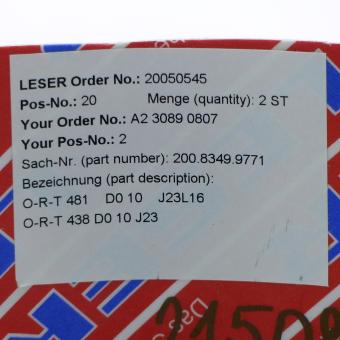 LESER Order No.: 20050545
Pos-No.: 20 Menge (quantity): 2 ST
Your Order No.: A2 3089 0807
Your Pos-No.: 2
Sach-Nr. (part number): 200.8349.9771
Bezeichnung (part description):
O-R-T 481 D0 10 J23L16
O-R-T 438 D0 10 J23